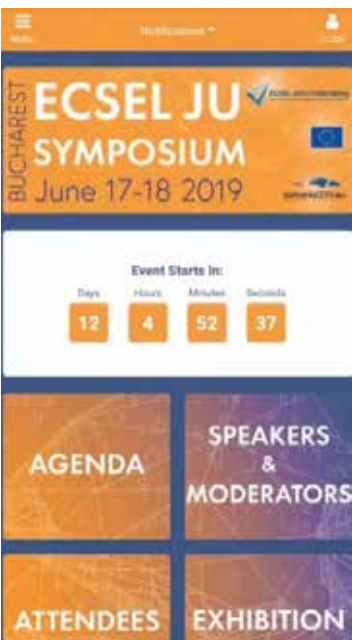 Menu
Notifications
BUCHAREST
ECSEL JU
SYMPOSIUM
June 17-18 2019
Event Starts In:
Days Hours Minutes Seconds
12 4 52 37
AGENDA
SPEAKERS
&
MODERATORS
ATTENDEES
EXHIBITION